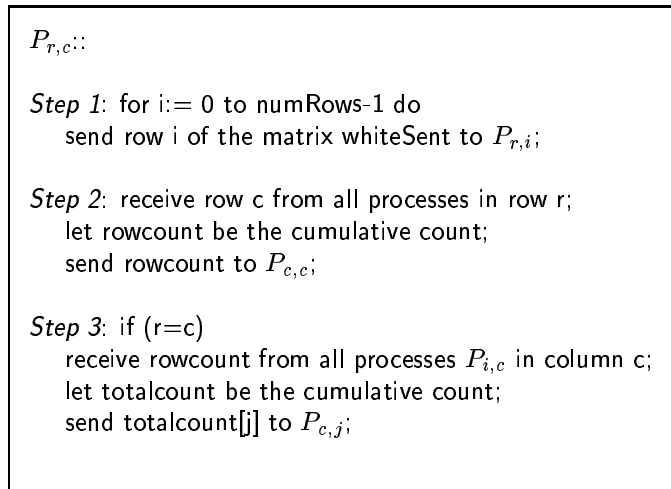 P_{r,c}::
Step 1: for i:= 0 to numRows-1 do
send row i of the matrix whiteSent to P_{r,i};
Step 2: receive row c from all processes in row r;
let rowcount be the cumulative count;
send rowcount to P_{c,c};
Step 3: if (r=c)
receive rowcount from all processes P_{i,c} in column c;
let totalcount be the cumulative count;
send totalcount[j] to P_{c,j};